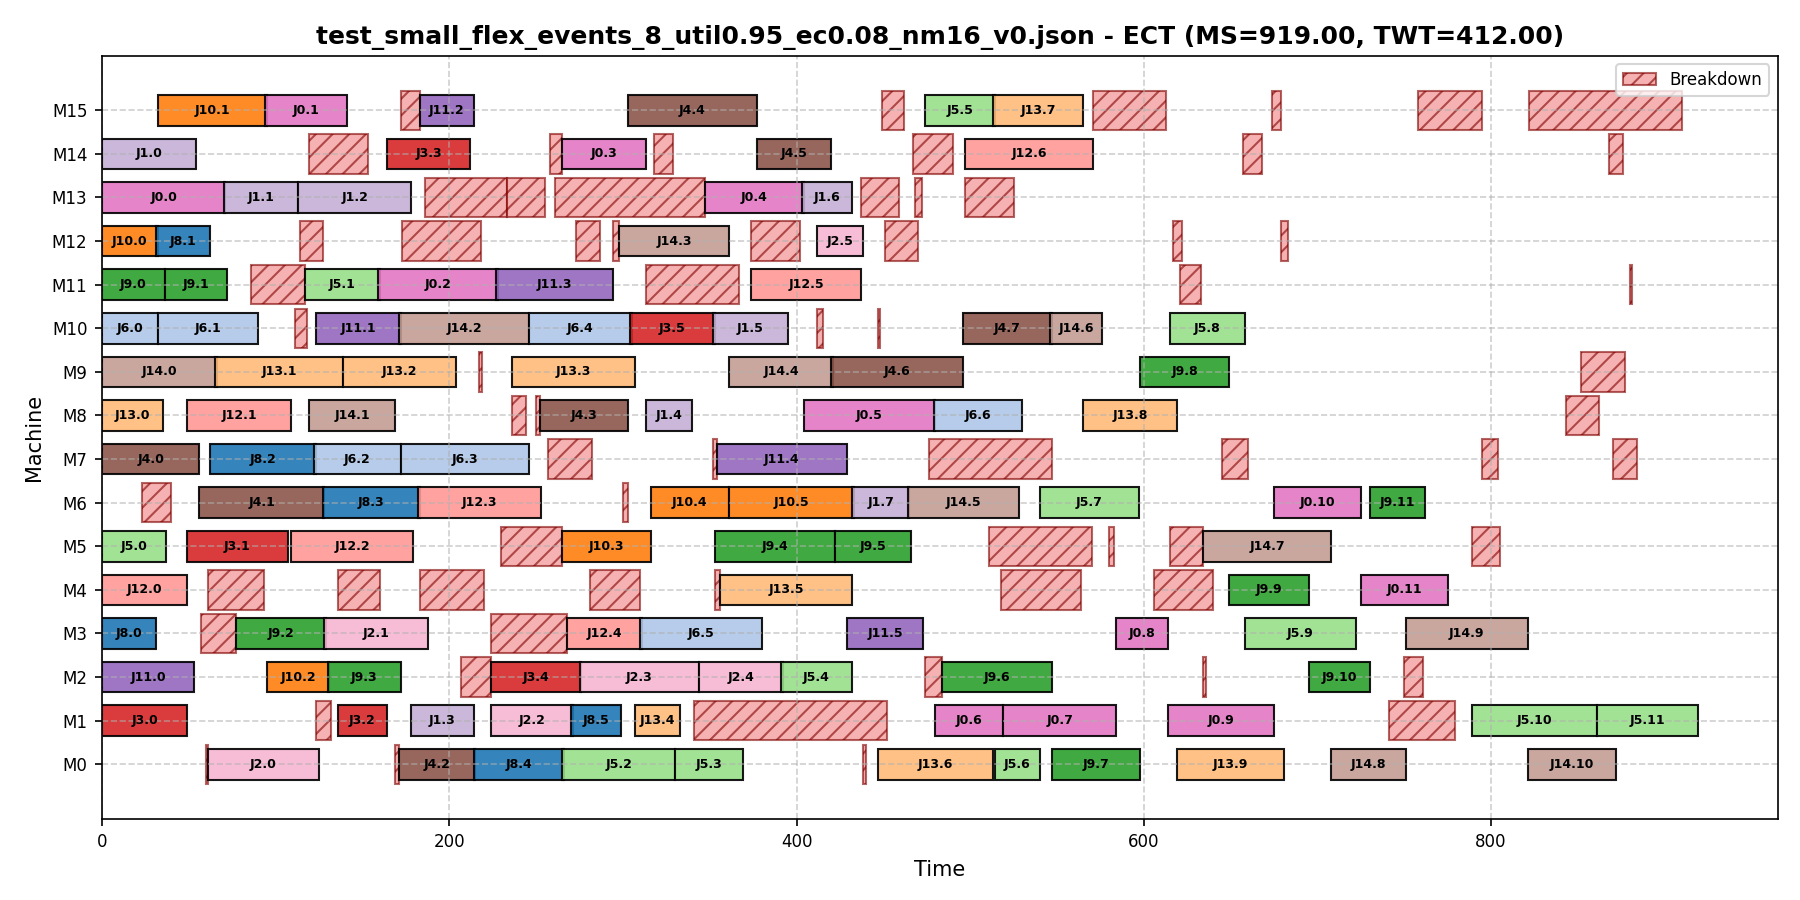 test_small_flex_events_8_util0.95_ec0.08_nm16_v0.json - ECT (MS=919.00, TWT=412.00)
Breakdown
M15 J10.1 J0.1 J11.2 J4.4 J5.5 J13.7
M14 J1.0 J3.3 J0.3 J4.5 J12.6
M13 J0.0 J1.1 J1.2 J0.4 J1.6
M12 J10.0 J8.1 J14.3 J2.5
M11 J9.0 J9.1 J5.1 J0.2 J11.3 J12.5
M10 J6.0 J6.1 J11.1 J14.2 J6.4 J3.5 J1.5 J4.7 J14.6 J5.8
M9 J14.0 J13.1 J13.2 J13.3 J14.4 J4.6 J9.8
M8 J13.0 J12.1 J14.1 J4.3 J1.4 J0.5 J6.6 J13.8
M7 J4.0 J8.2 J6.2 J6.3 J11.4
M6 J4.1 J8.3 J12.3 J10.4 J10.5 J1.7 J14.5 J5.7 J0.10 J9.11
M5 J5.0 J3.1 J12.2 J10.3 J9.4 J9.5 J14.7
M4 J12.0 J13.5 J9.9 J0.11
M3 J8.0 J9.2 J2.1 J12.4 J6.5 J11.5 J0.8 J5.9 J14.9
M2 J11.0 J10.2 J9.3 J3.4 J2.3 J2.4 J5.4 J9.6 J9.10
M1 J3.0 J3.2 J1.3 J2.2 J8.5 J13.4 J0.6 J0.7 J0.9 J5.10 J5.11
M0 J2.0 J4.2 J8.4 J5.2 J5.3 J13.6 J5.6 J9.7 J13.9 J14.8 J14.10
0 200 400 600 800
Time
Machine